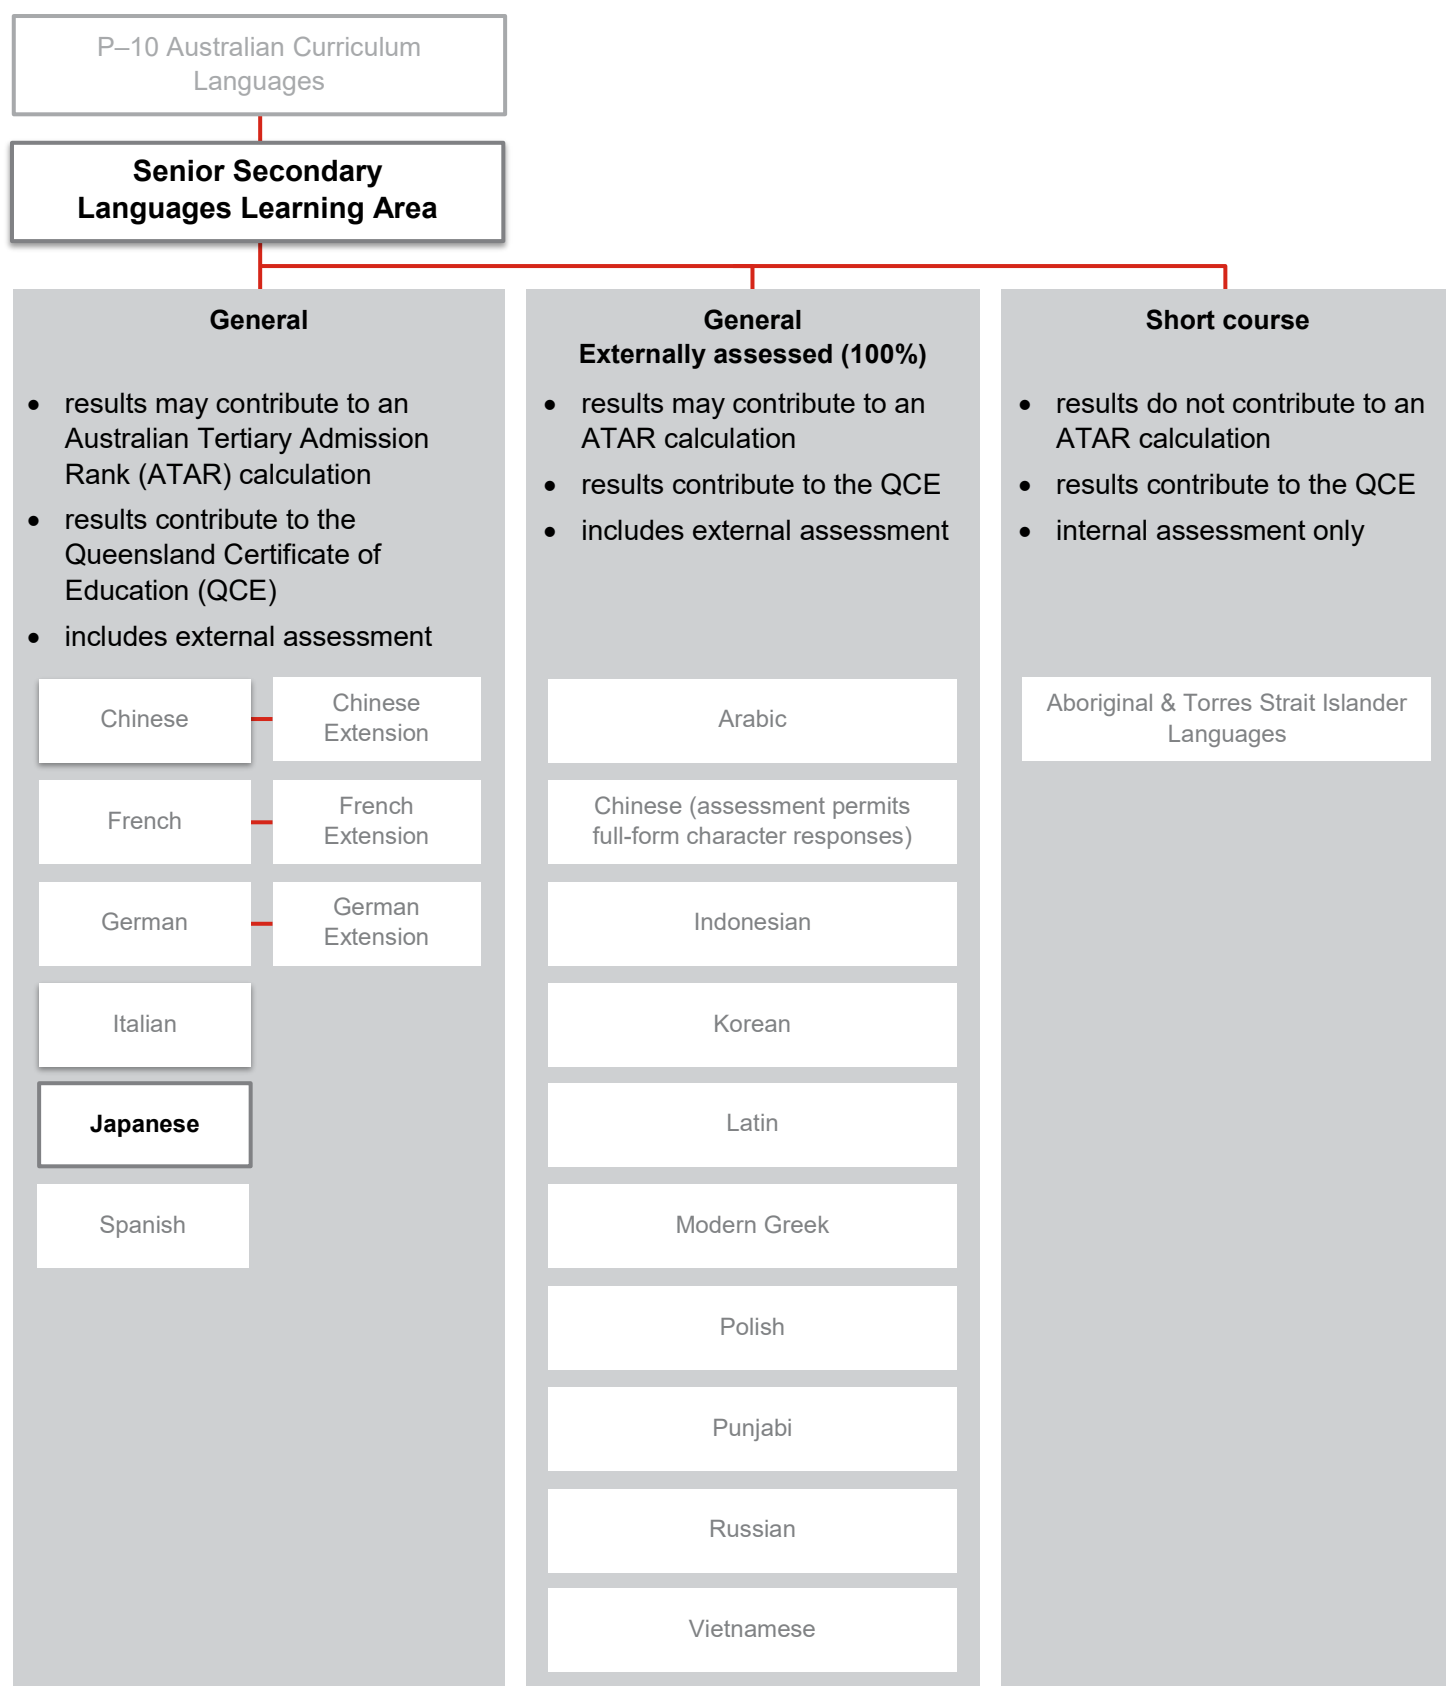 P–10 Australian Curriculum
Languages
Senior Secondary
Languages Learning Area
General
• results may contribute to an
Australian Tertiary Admission
Rank (ATAR) calculation
• results contribute to the
Queensland Certificate of
Education (QCE)
• includes external assessment
Chinese
Chinese
Extension
French
French
Extension
German
German
Extension
Italian
Japanese
Spanish
General
Externally assessed (100%)
• results may contribute to an
ATAR calculation
• results contribute to the QCE
• includes external assessment
Arabic
Chinese (assessment permits
full-form character responses)
Indonesian
Korean
Latin
Modern Greek
Polish
Punjabi
Russian
Vietnamese
Short course
• results do not contribute to an
ATAR calculation
• results contribute to the QCE
• internal assessment only
Aboriginal & Torres Strait Islander
Languages